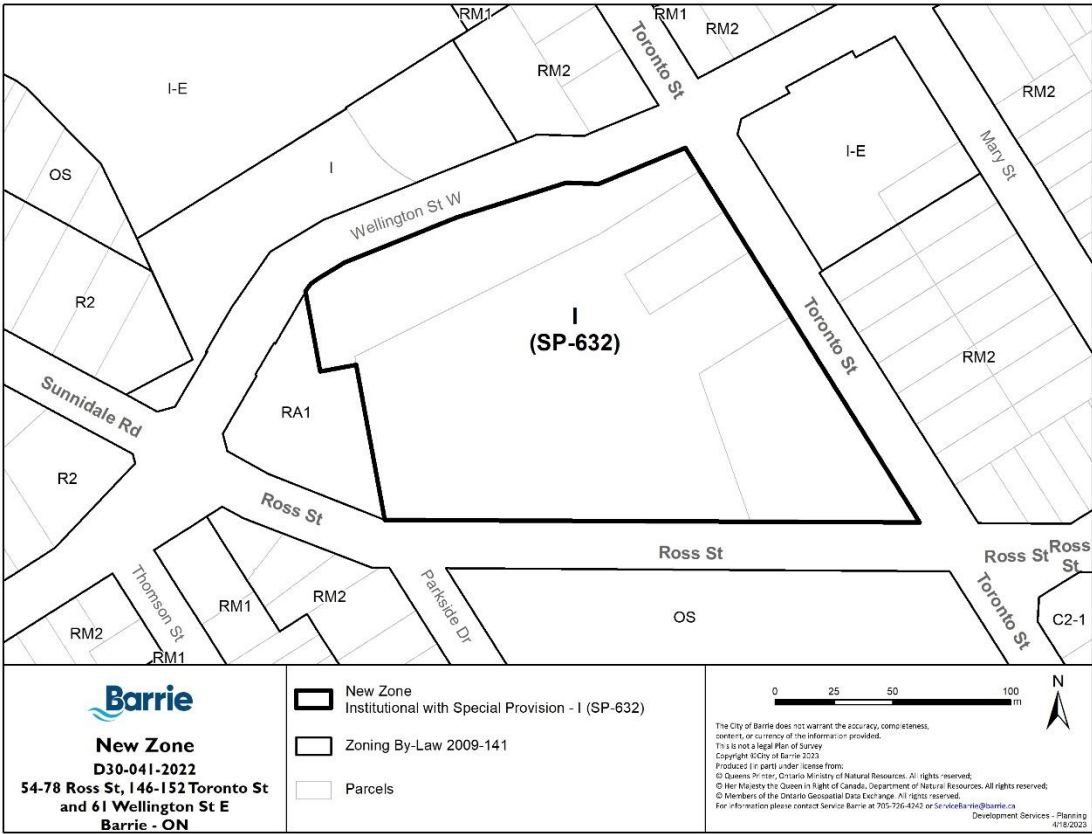 RM1
RM1
RM2
Toronto St
RM2
RM2
I-E
I-E
Mary St
OS
I
Wellington St W
R2
I
(SP-632)
Toronto St
RM2
Sunnidale Rd
RA1
R2
Ross St
Ross St
Ross St
Ross
St
Thomson St
RM1
RM2
Parkside Dr
OS
Toronto St
C2-1
RM2
RM1
Barrie
New Zone
D30-041-2022
54-78 Ross St, 146-152 Toronto St
and 61 Wellington St E
Barrie - ON
New Zone
Institutional with Special Provision - I (SP-632)
Zoning By-Law 2009-141
Parcels
0 25 50 100
m
N
The City of Barrie does not warrant the accuracy, completeness,
content, or currency of the information provided.
This is not a legal Plan of Survey
Copyright ©City of Barrie 2023
Produced (in part) under license from:
© Queens Printer, Ontario Ministry of Natural Resources. All rights reserved;
© Her Majesty the Queen in Right of Canada, Department of Natural Resources. All rights reserved;
© Members of the Ontario Geospatial Data Exchange. All rights reserved.
For information please contact Service Barrie at 705-726-4242 or ServiceBarrie@barrie.ca
Development Services - Planning
4/18/2023